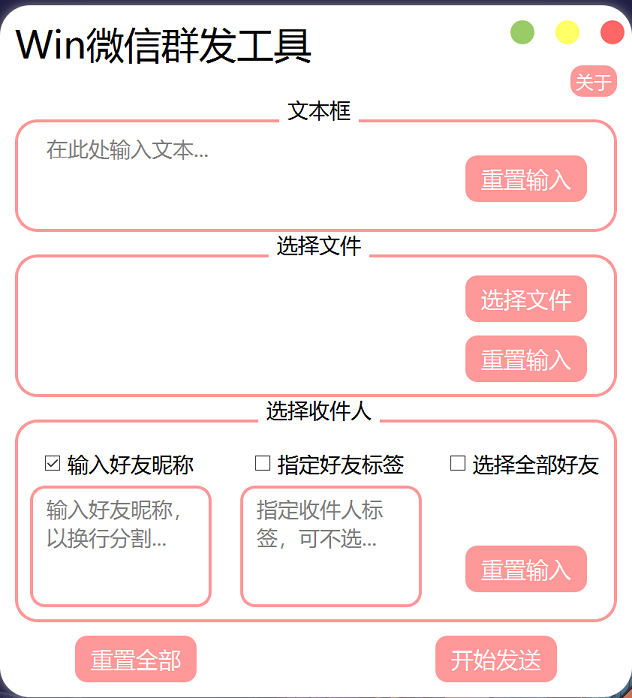 Win微信群发工具
关于
文本框
在此处输入文本...
重置输入
选择文件
选择文件
重置输入
选择收件人
输入好友昵称
指定好友标签
选择全部好友
输入好友昵称，
以换行分割...
指定收件人标
签，可不选...
重置输入
重置全部
开始发送